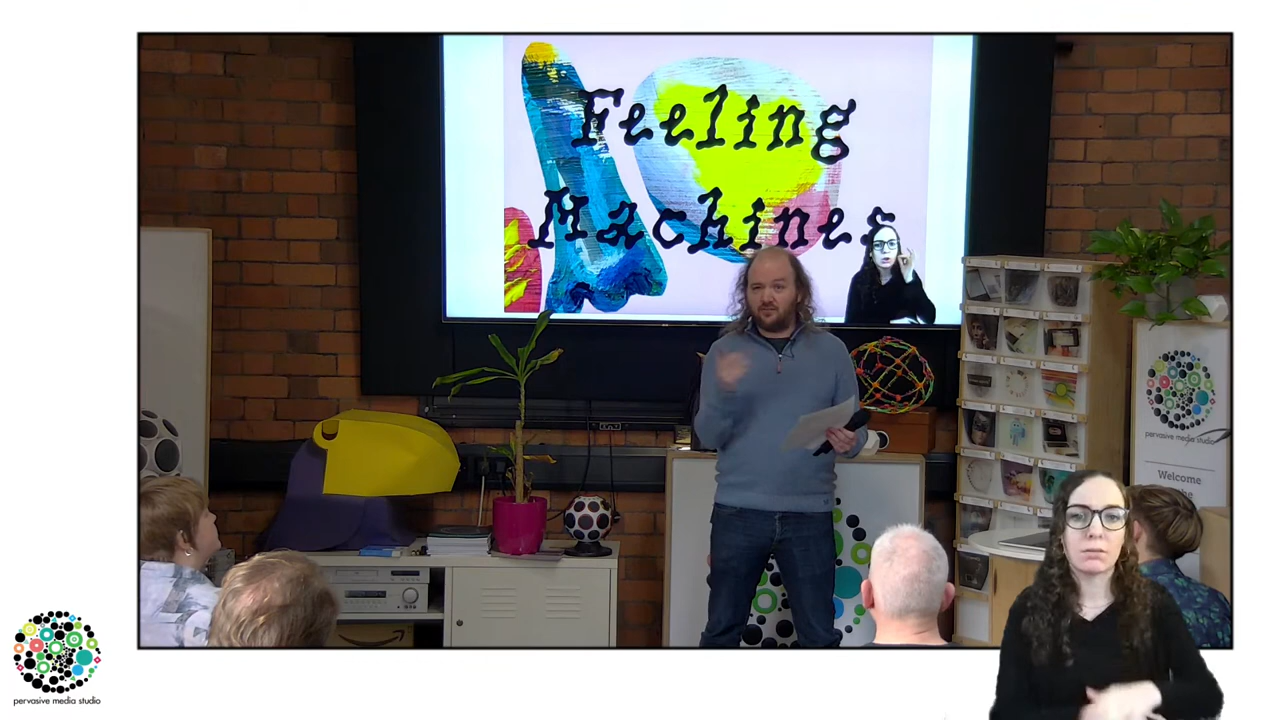 Feeling
Machines
pervasive media studio
Welcome
pervasive media studio